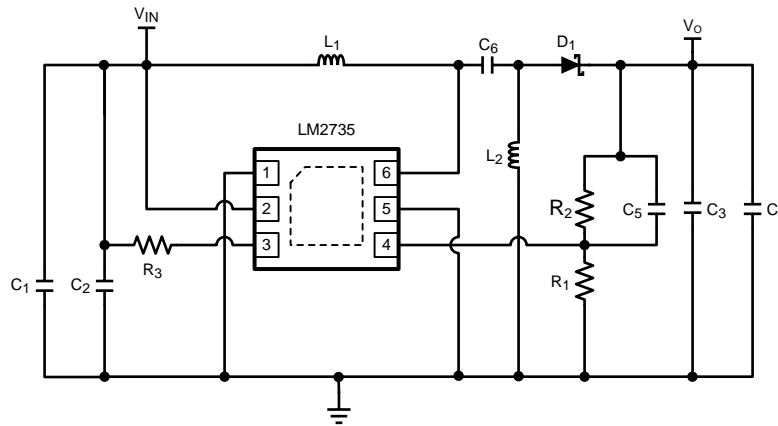 V_IN
L_1
C_6
D_1
V_O
LM2735
1
6
L_2
2
5
R_2
C_5
C_3
C
3
4
R_3
C_1
C_2
R_1